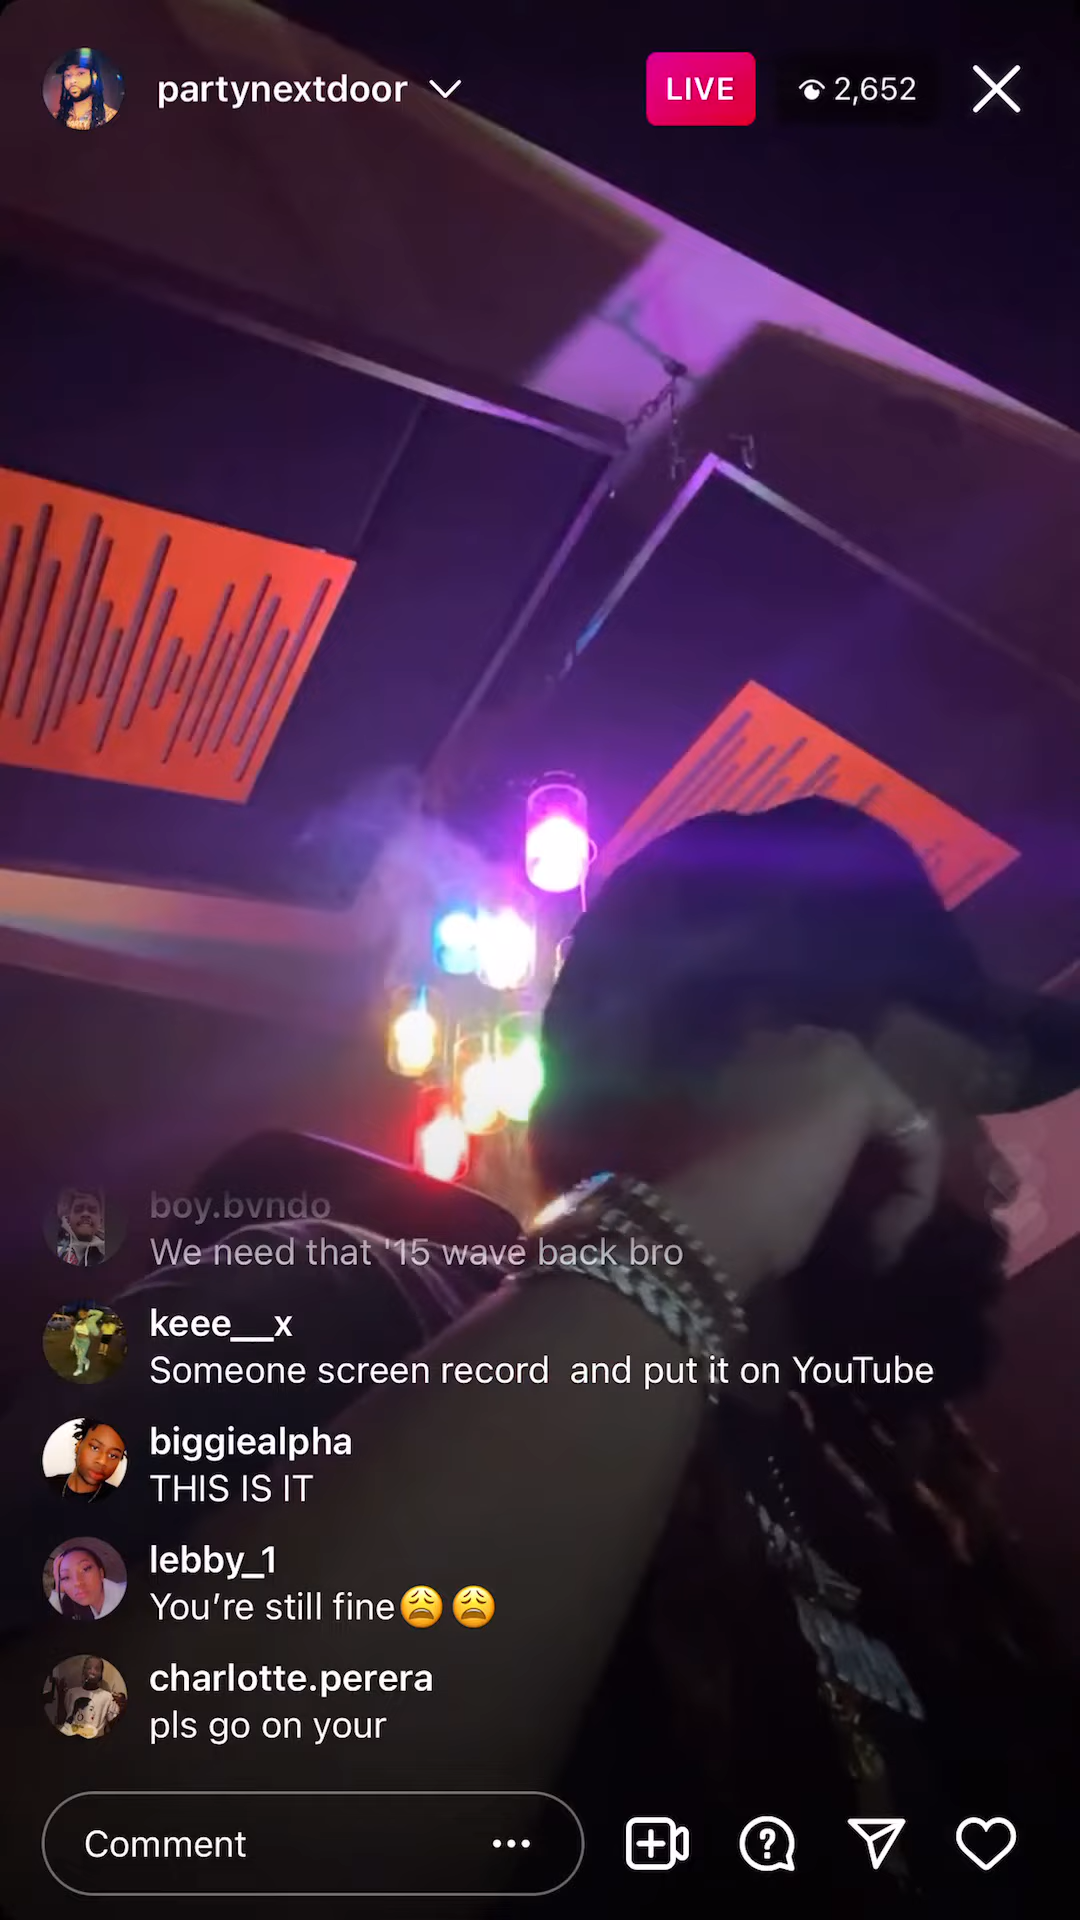 partynextdoor
LIVE
2,652
boy.bvndo
We need that '15 wave back bro
keee__x
Someone screen record  and put it on YouTube
biggiealpha
THIS IS IT
lebby_1
You’re still fine😩😩
charlotte.perera
pls go on your
Comment